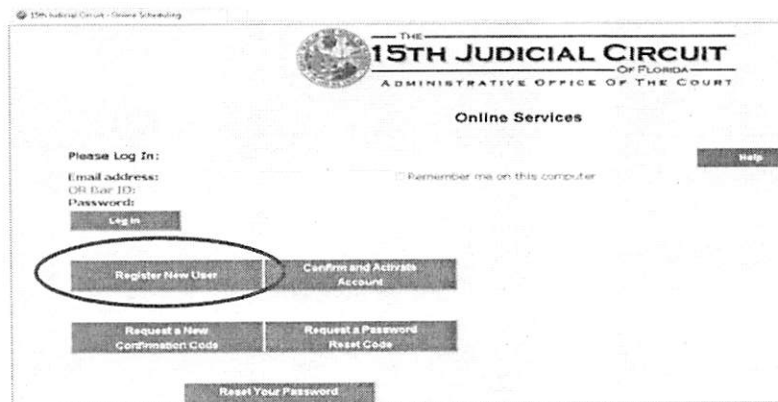 15th Judicial Circuit - Online Scheduling
THE
15TH JUDICIAL CIRCUIT
OF FLORIDA
ADMINISTRATIVE OFFICE OF THE COURT
Online Services
Please Log In:
Help
Email address:
Remember me on this computer
OR Bar ID:
Password:
Log In
Register New User
Confirm and Activate
Account
Request a New
Confirmation Code
Request a Password
Reset Code
Reset Your Password